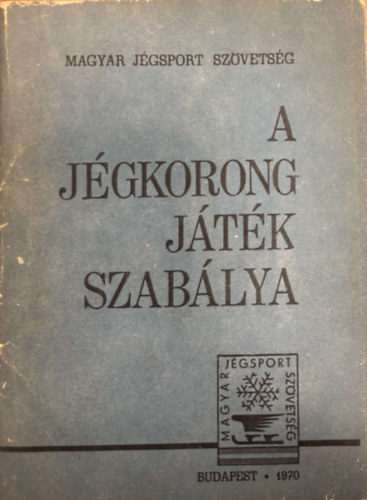 MAGYAR JÉGSPORT SZÖVETSÉG
A
JÉGKORONG
JÁTÉK
SZABÁLYA
MAGYAR
JÉGSPORT
SZÖVETSÉG
BUDAPEST • 1970